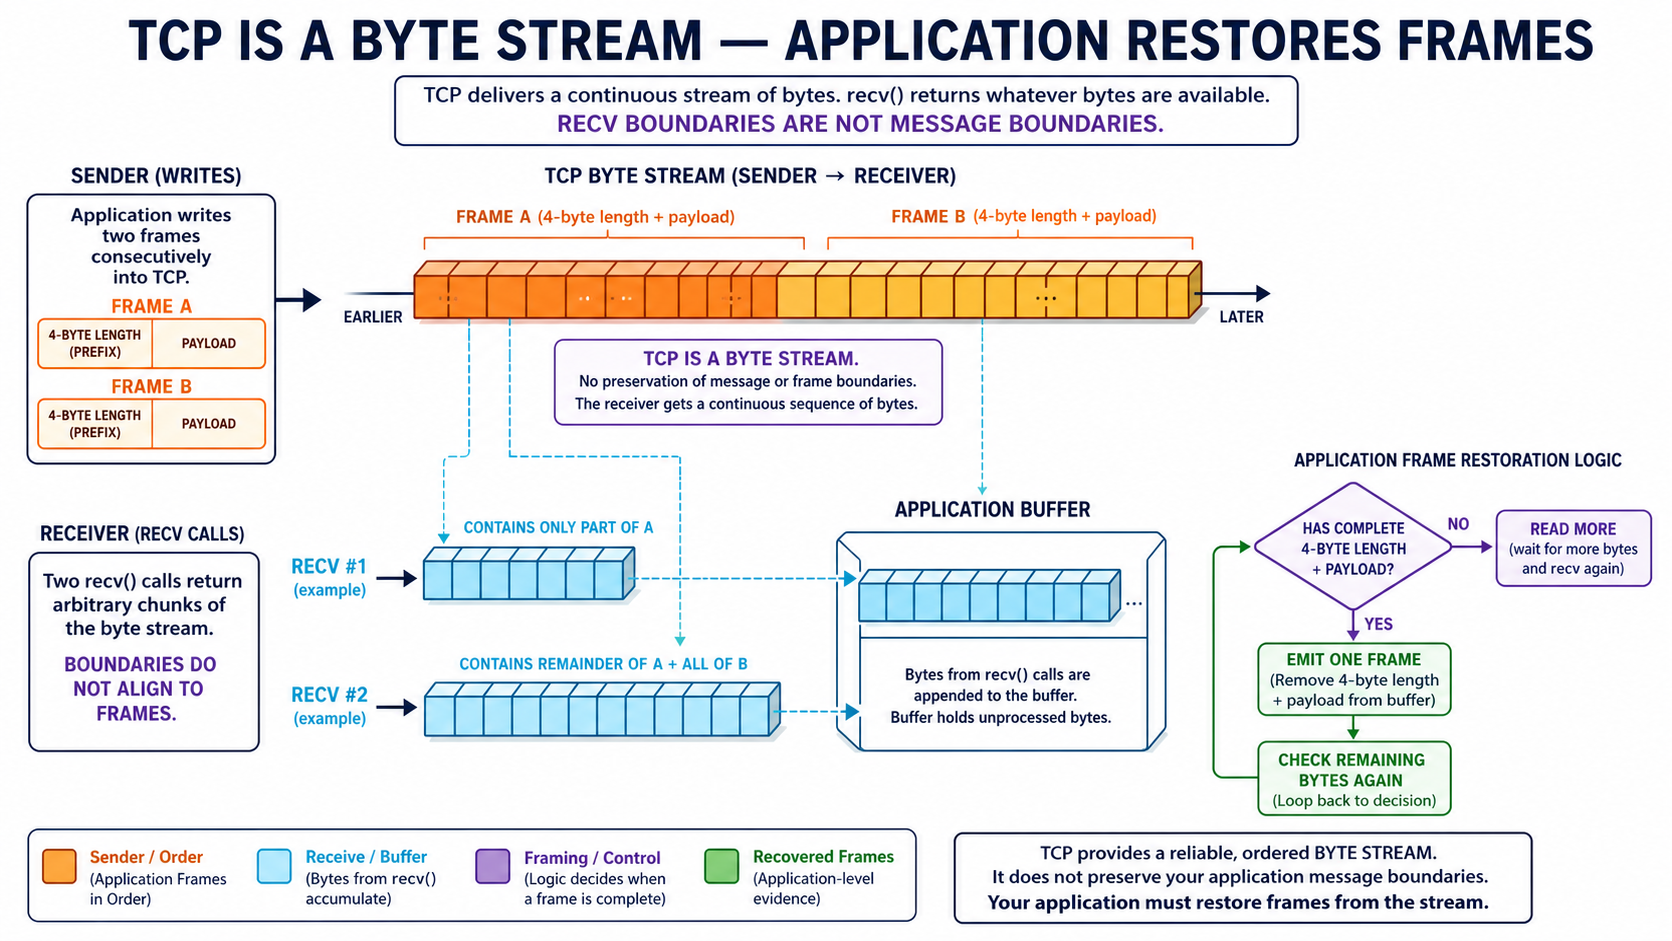 TCP IS A BYTE STREAM — APPLICATION RESTORES FRAMES
TCP delivers a continuous stream of bytes. recv() returns whatever bytes are available.
RECV BOUNDARIES ARE NOT MESSAGE BOUNDARIES.
SENDER (WRITES)
Application writes
two frames
consecutively
into TCP.
FRAME A
4-BYTE LENGTH
(PREFIX)
PAYLOAD
FRAME B
4-BYTE LENGTH
(PREFIX)
PAYLOAD
TCP BYTE STREAM (SENDER → RECEIVER)
FRAME A (4-byte length + payload)
FRAME B (4-byte length + payload)
EARLIER
LATER
TCP IS A BYTE STREAM.
No preservation of message or frame boundaries.
The receiver gets a continuous sequence of bytes.
RECEIVER (RECV CALLS)
Two recv() calls return
arbitrary chunks of
the byte stream.
BOUNDARIES DO
NOT ALIGN TO
FRAMES.
CONTAINS ONLY PART OF A
RECV #1
(example)
CONTAINS REMAINDER OF A + ALL OF B
RECV #2
(example)
APPLICATION BUFFER
...
Bytes from recv() calls are
appended to the buffer.
Buffer holds unprocessed bytes.
APPLICATION FRAME RESTORATION LOGIC
HAS COMPLETE
4-BYTE LENGTH
+ PAYLOAD?
NO
READ MORE
(wait for more bytes
and recv again)
YES
EMIT ONE FRAME
(Remove 4-byte length
+ payload from buffer)
CHECK REMAINING
BYTES AGAIN
(Loop back to decision)
Sender / Order
(Application Frames
in Order)
Receive / Buffer
(Bytes from recv()
accumulate)
Framing / Control
(Logic decides when
a frame is complete)
Recovered Frames
(Application-level
evidence)
TCP provides a reliable, ordered BYTE STREAM.
It does not preserve your application message boundaries.
Your application must restore frames from the stream.